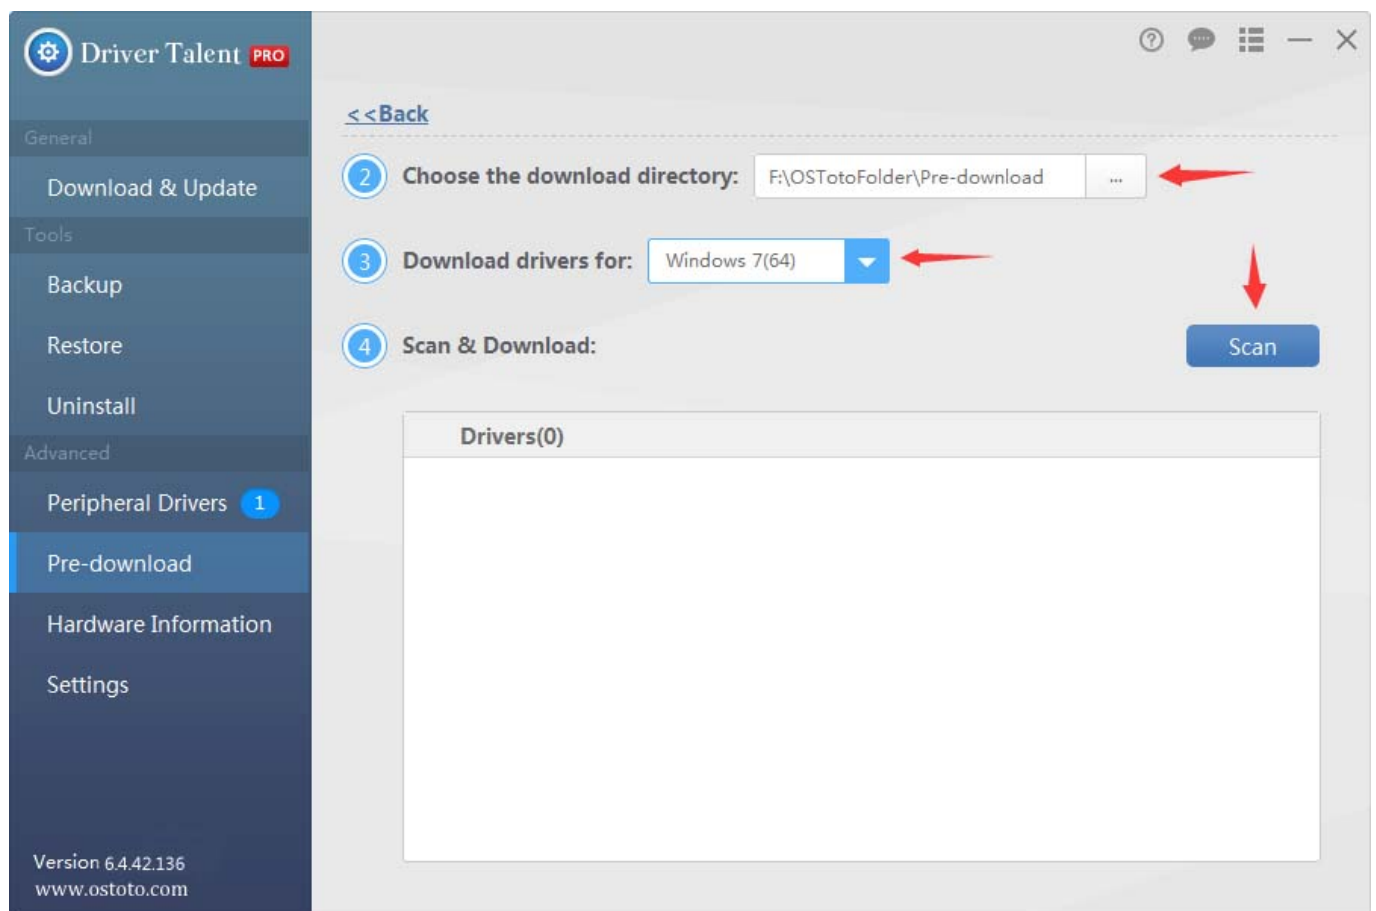 Driver Talent PRO
General
Download & Update
Tools
Backup
Restore
Uninstall
Advanced
Peripheral Drivers 1
Pre-download
Hardware Information
Settings
Version 6.4.42.136
www.ostoto.com
?
<<Back
2 Choose the download directory: F:\OSTotoFolder\Pre-download ...
3 Download drivers for: Windows 7(64)
4 Scan & Download: Scan
Drivers(0)